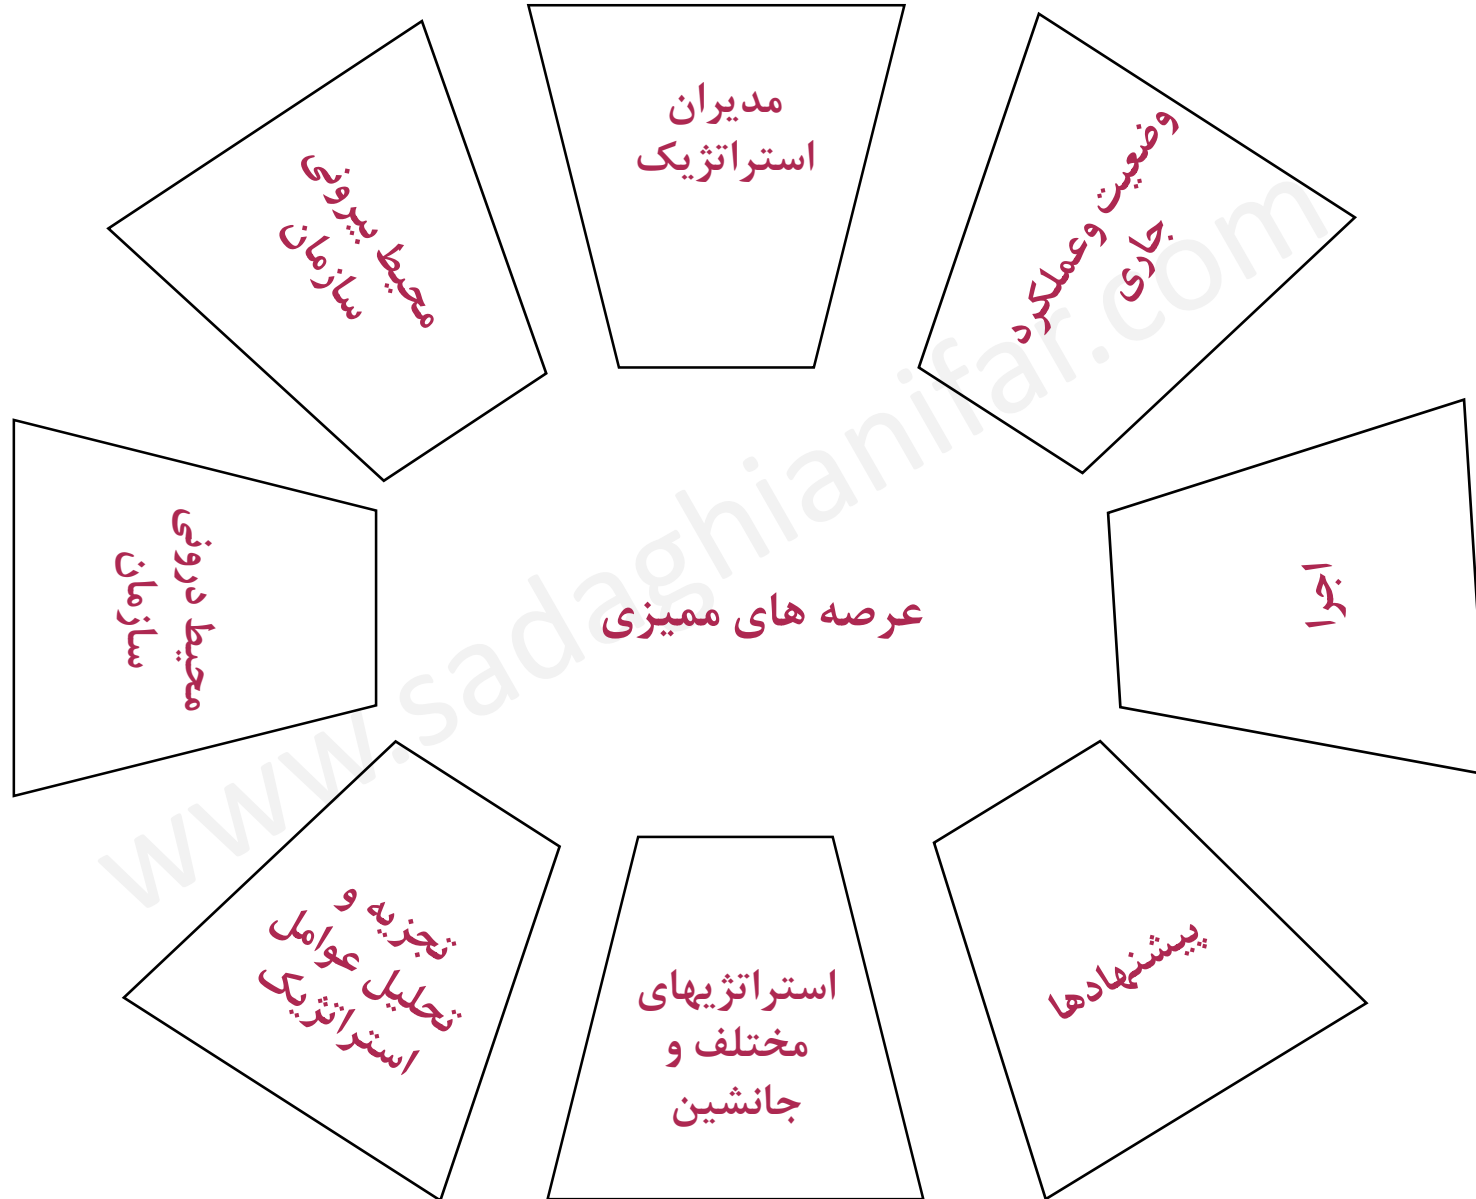 مدیران
استراتژیک
وضعیت وعملکرد
جاری
محیط بیرونی
سازمان
اجرا
محیط درونی
سازمان
عرصه های ممیزی
پیشنهادها
تجزیه و
تحلیل عوامل
استراتژیک
استراتژیهای
مختلف و
جانشین
www.sadaghianifar.com